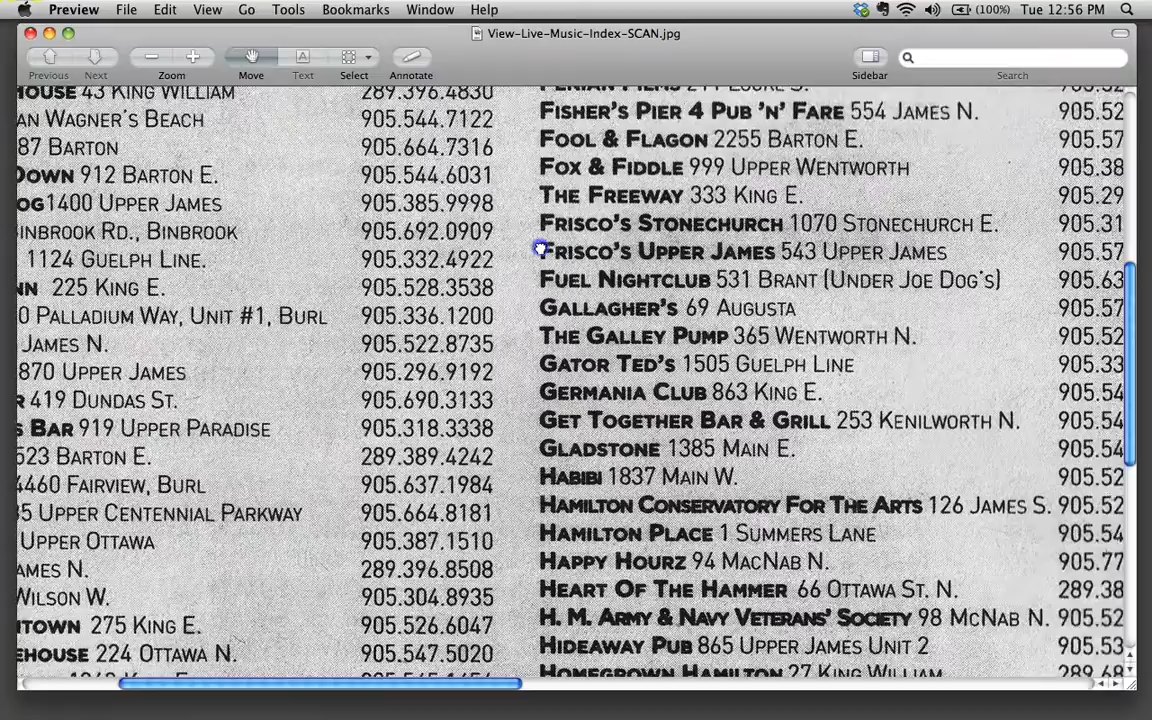 Preview File Edit View Go Tools Bookmarks Window Help (100%) Tue 12:56 PM
View-Live-Music-Index-SCAN.jpg
Previous Next Zoom Move Text Select Annotate Sidebar Search
HOUSE 43 KING WILLIAM 289.396.4830
AN WAGNER'S BEACH 905.544.7122
87 BARTON 905.664.7316
DOWN 912 BARTON E. 905.544.6031
OG1400 UPPER JAMES 905.385.9998
INBROOK RD., BINBROOK 905.692.0909
1124 GUELPH LINE. 905.332.4922
NN 225 KING E. 905.528.3538
0 PALLADIUM WAY, UNIT #1, BURL 905.336.1200
JAMES N. 905.522.8735
870 UPPER JAMES 905.296.9192
R 419 DUNDAS ST. 905.690.3133
S BAR 919 UPPER PARADISE 905.318.3338
523 BARTON E. 289.389.4242
4460 FAIRVIEW, BURL 905.637.1984
35 UPPER CENTENNIAL PARKWAY 905.664.8181
UPPER OTTAWA 905.387.1510
AMES N. 289.396.8508
WILSON W. 905.304.8935
NTOWN 275 KING E. 905.526.6047
EHOUSE 224 OTTAWA N. 905.547.5020
FISHER'S PIER 4 PUB 'N' FARE 554 JAMES N. 905.52
FOOL & FLAGON 2255 BARTON E. 905.57
FOX & FIDDLE 999 UPPER WENTWORTH 905.38
THE FREEWAY 333 KING E. 905.29
FRISCO'S STONECHURCH 1070 STONECHURCH E. 905.31
FRISCO'S UPPER JAMES 543 UPPER JAMES 905.57
FUEL NIGHTCLUB 531 BRANT (UNDER JOE DOG'S) 905.63
GALLAGHER'S 69 AUGUSTA 905.57
THE GALLEY PUMP 365 WENTWORTH N. 905.52
GATOR TED'S 1505 GUELPH LINE 905.33
GERMANIA CLUB 863 KING E. 905.54
GET TOGETHER BAR & GRILL 253 KENILWORTH N. 905.54
GLADSTONE 1385 MAIN E. 905.54
HABIBI 1837 MAIN W. 905.52
HAMILTON CONSERVATORY FOR THE ARTS 126 JAMES S. 905.52
HAMILTON PLACE 1 SUMMERS LANE 905.54
HAPPY HOURZ 94 MACNAB N. 905.77
HEART OF THE HAMMER 66 OTTAWA ST. N. 289.38
H. M. ARMY & NAVY VETERANS' SOCIETY 98 MCNAB N. 905.52
HIDEAWAY PUB 865 UPPER JAMES UNIT 2 905.53
HOMEGROWN HAMILTON 27 KING WILLIAM 289.68